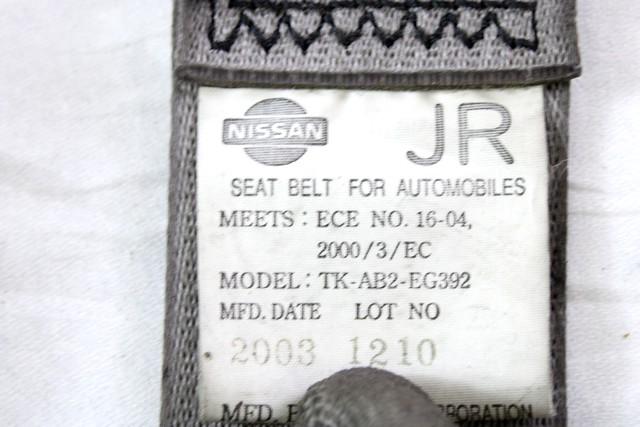 NISSAN JR
SEAT BELT FOR AUTOMOBILES
MEETS: ECE NO. 16-04,
2000/3/EC
MODEL: TK-AB2-EG392
MFD. DATE LOT NO
2003 1210
MFD.